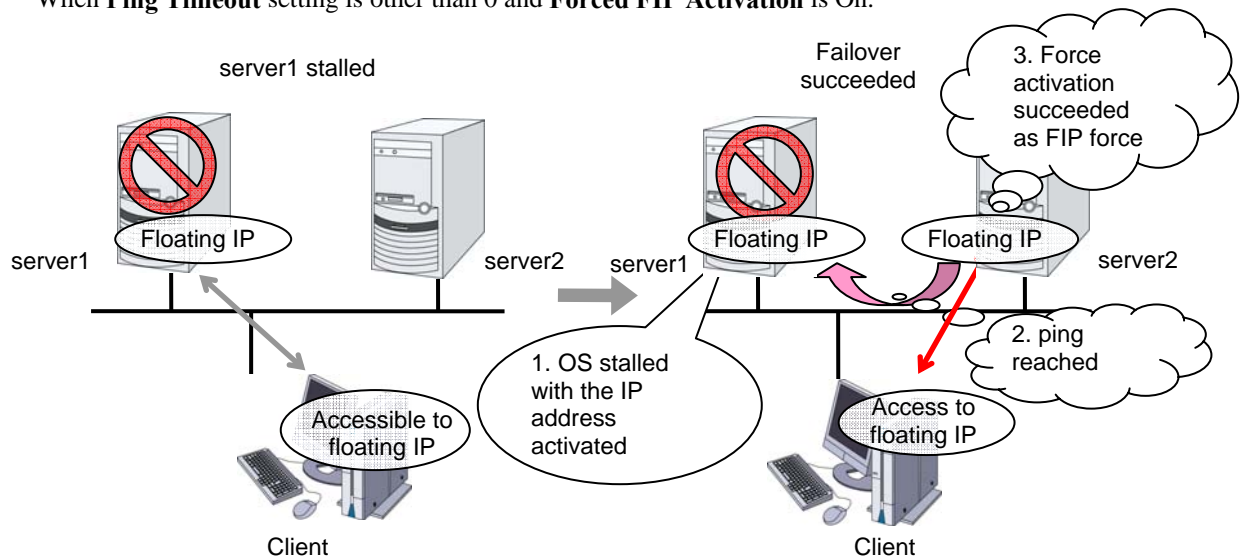 When Ping Timeout setting is other than 0 and Forced FIP Activation is On:
server1 stalled
Floating IP
server1
server2
Accessible to
floating IP
Client
Failover
succeeded
3. Force
activation
succeeded
as FIP force
Floating IP
Floating IP
server1
server2
1. OS stalled
with the IP
address
activated
2. ping
reached
Access to
floating IP
Client